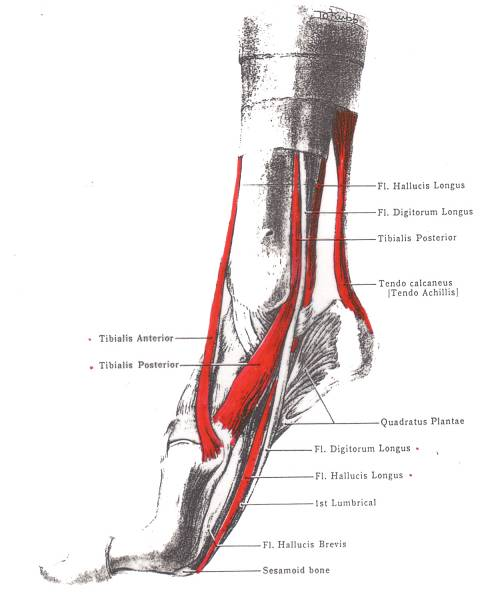 Fl. Hallucis Longus
Fl. Digitorum Longus
Tibialis Posterior
Tendo calcaneus
[Tendo Achillis]
Tibialis Anterior
Tibialis Posterior
Quadratus Plantae
Fl. Digitorum Longus
Fl. Hallucis Longus
1st Lumbrical
Fl. Hallucis Brevis
Sesamoid bone